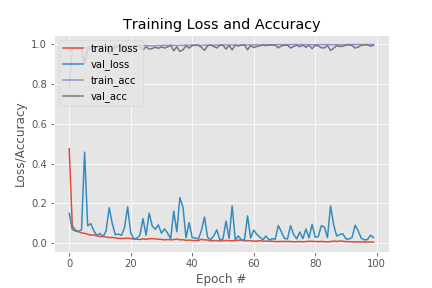 Training Loss and Accuracy
1.0
0.8
0.6
0.4
0.2
0.0
Loss/Accuracy
train_loss
val_loss
train_acc
val_acc
0 20 40 60 80 100
Epoch #